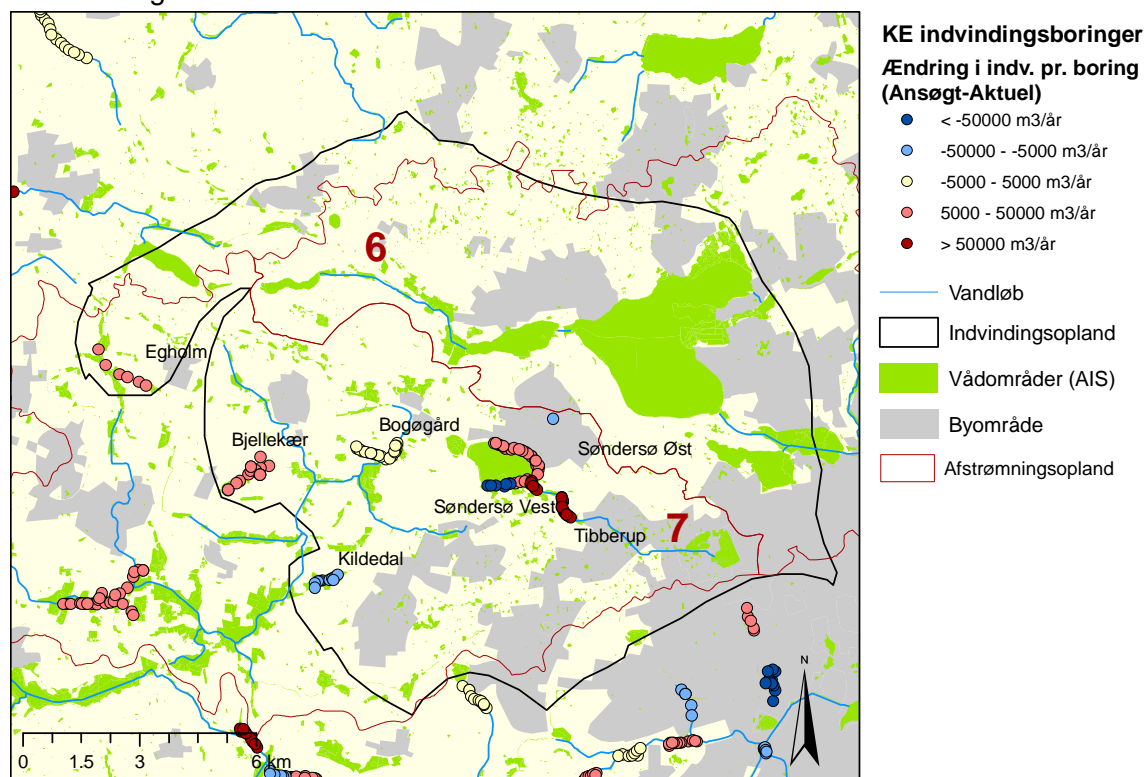 KE indvindingsboringer
Ændring i indv. pr. boring
(Ansøgt-Aktuel)
< -50000 m3/år
-50000 - -5000 m3/år
-5000 - 5000 m3/år
5000 - 50000 m3/år
> 50000 m3/år
Vandløb
Indvindingsopland
Vådområder (AIS)
Byområde
Afstrømningsopland
6
Egholm
Bogøgård
Bjellekær
Søndersø Øst
Søndersø Vest
Tibberup
7
Kildedal
N
0 1.5 3 6 km